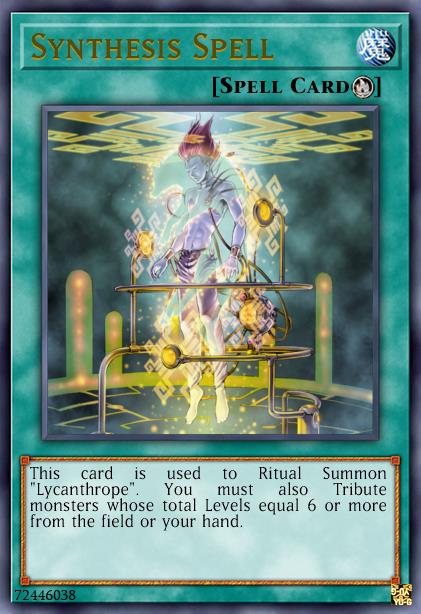 SYNTHESIS SPELL
魔
[SPELL CARD]
This card is used to Ritual Summon
"Lycanthrope". You must also Tribute
monsters whose total Levels equal 6 or more
from the field or your hand.
72446038